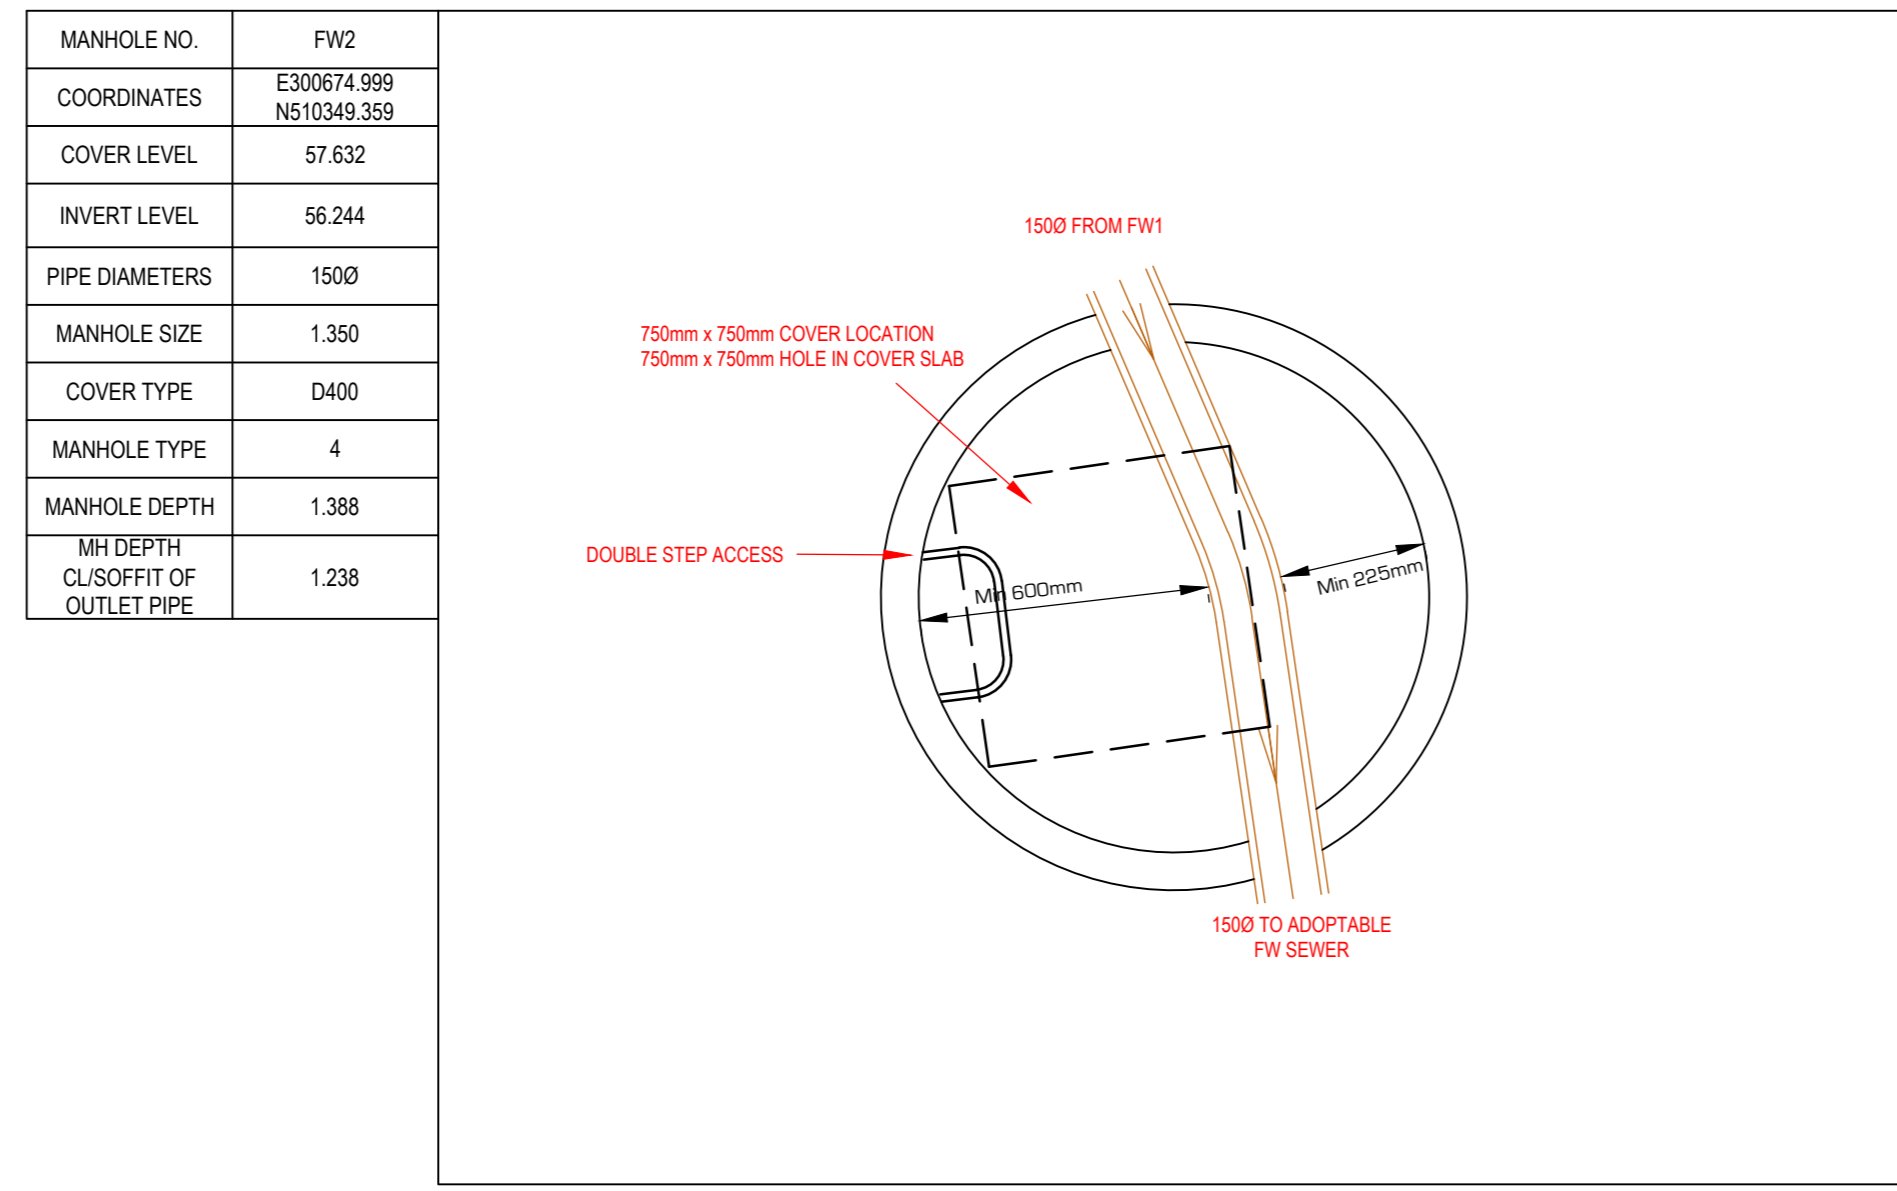 MANHOLE NO. FW2
COORDINATES E300674.999
N510349.359
COVER LEVEL 57.632
INVERT LEVEL 56.244
PIPE DIAMETERS 150Ø
MANHOLE SIZE 1.350
COVER TYPE D400
MANHOLE TYPE 4
MANHOLE DEPTH 1.388
MH DEPTH
CL/SOFFIT OF
OUTLET PIPE
1.238
150Ø FROM FW1
750mm x 750mm COVER LOCATION
750mm x 750mm HOLE IN COVER SLAB
DOUBLE STEP ACCESS
Min 600mm
Min 225mm
150Ø TO ADOPTABLE
FW SEWER